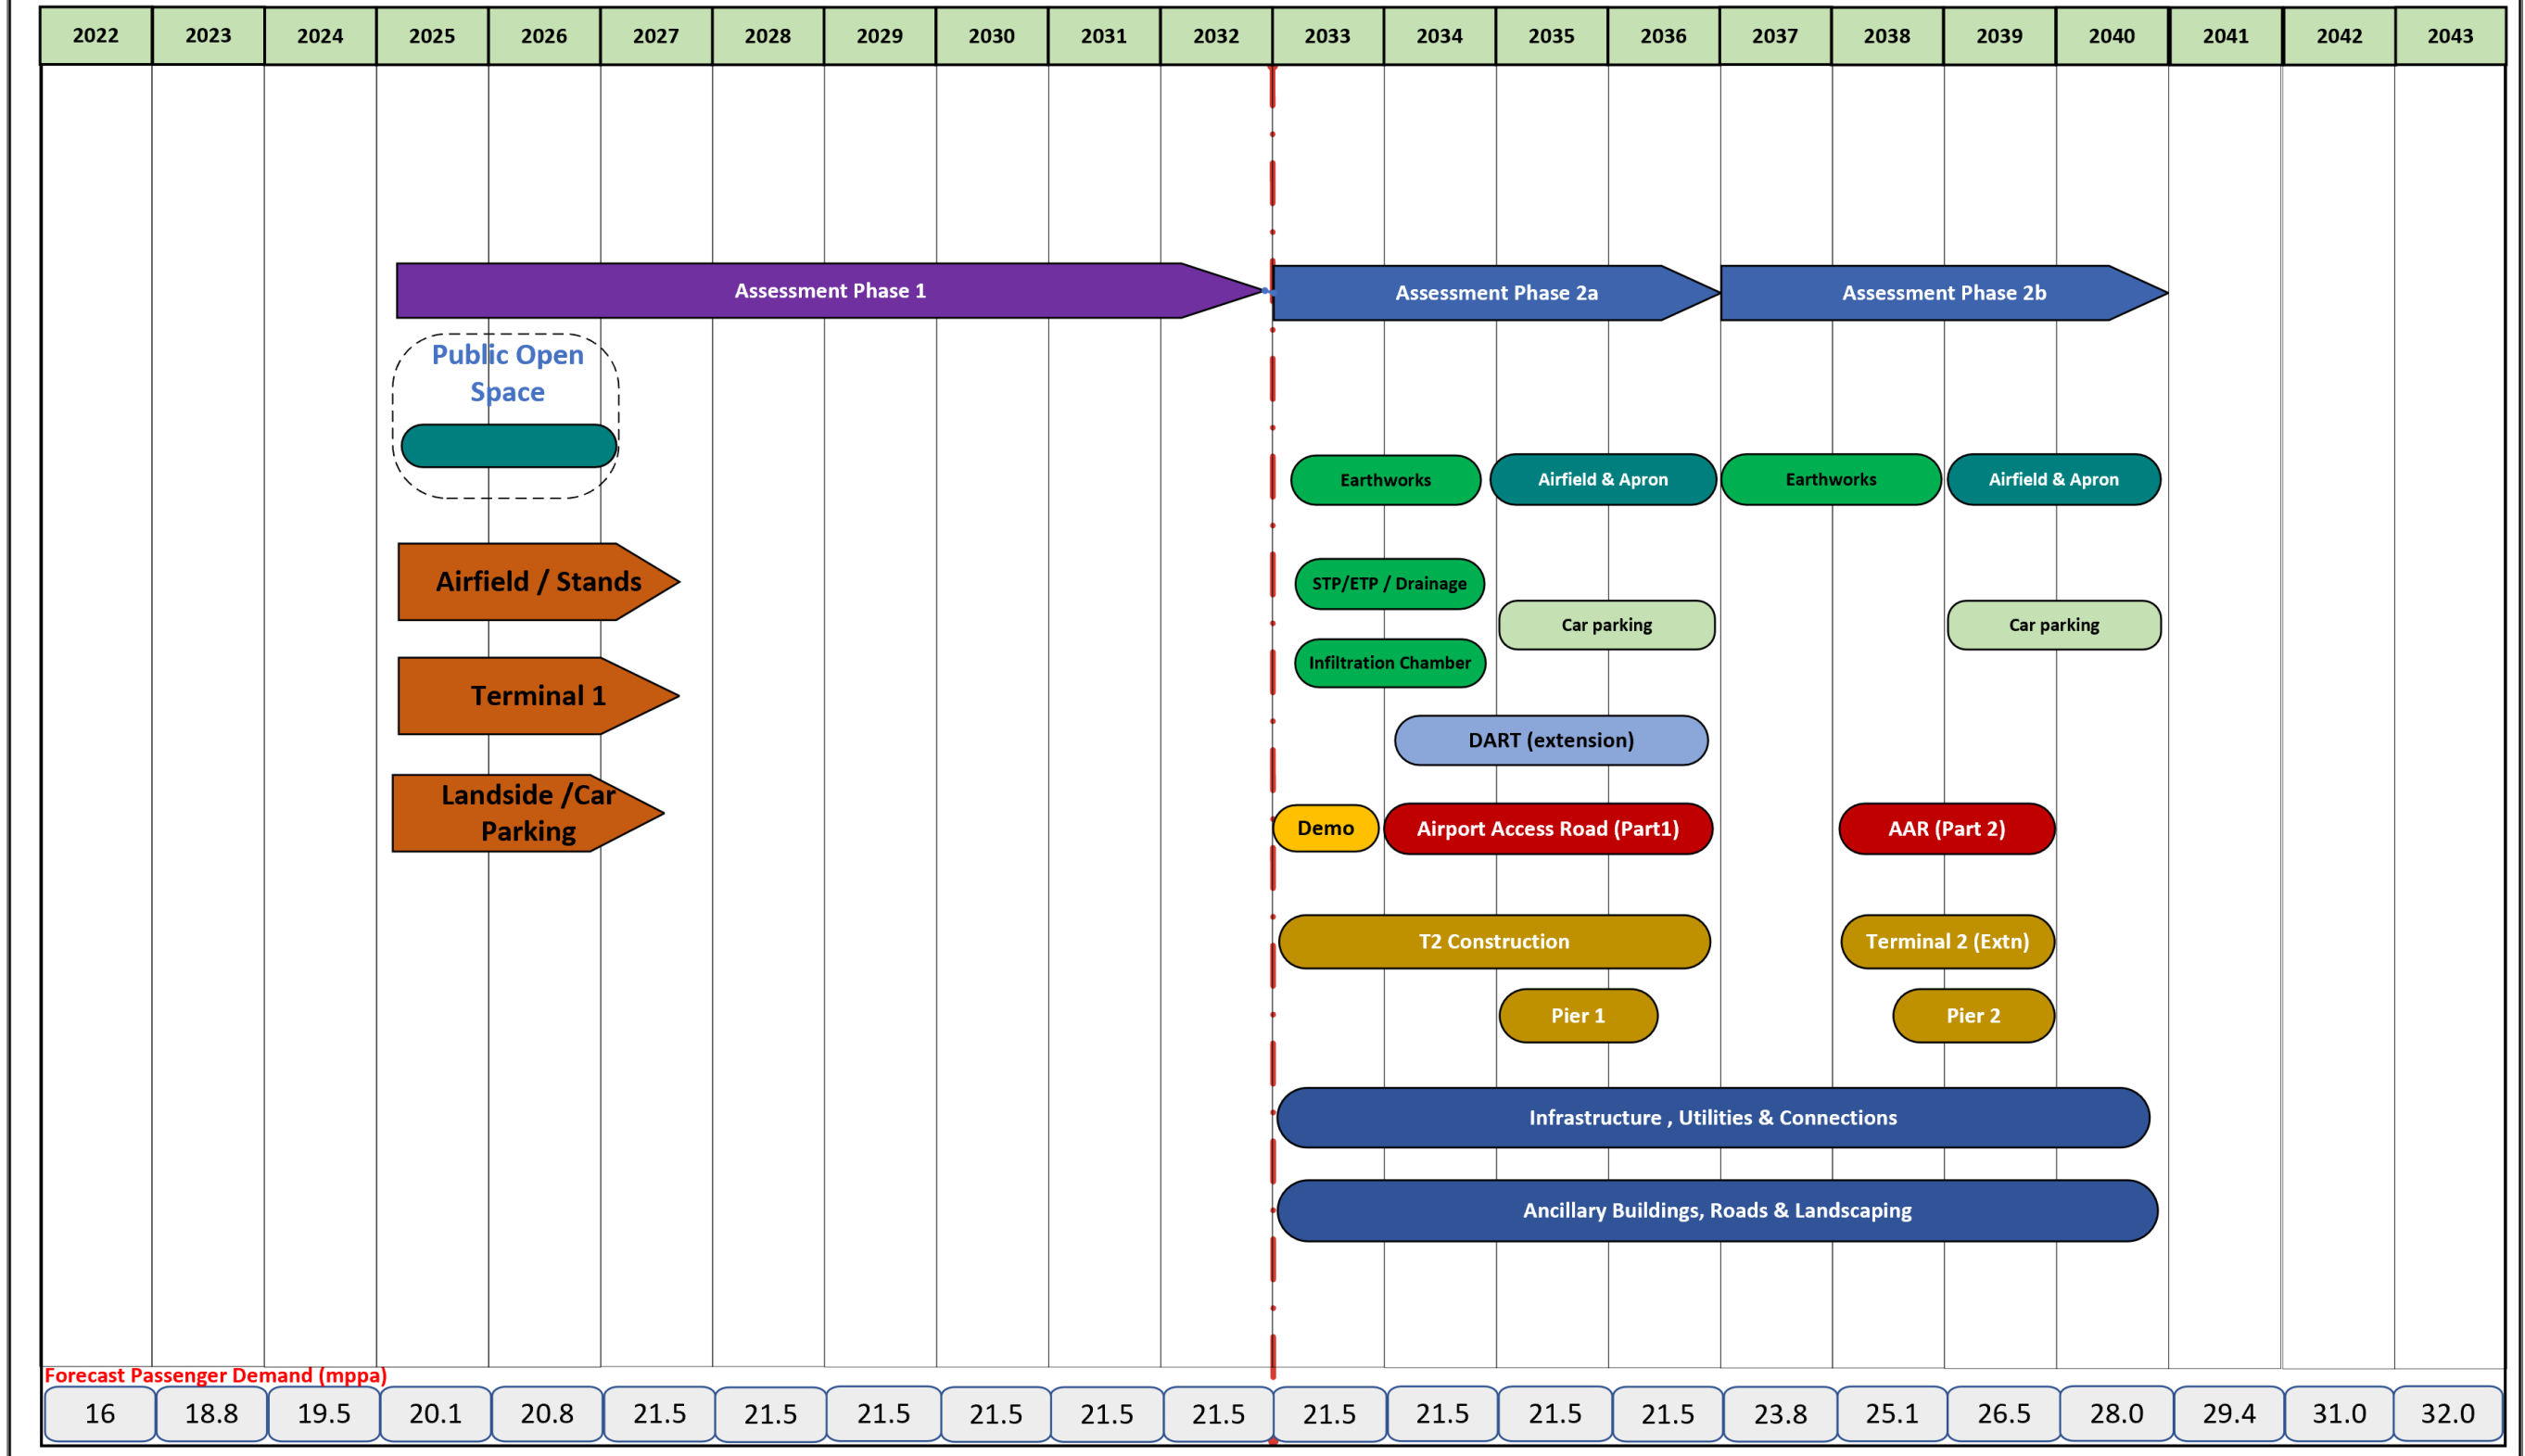 2022 2023 2024 2025 2026 2027 2028 2029 2030 2031 2032 2033 2034 2035 2036 2037 2038 2039 2040 2041 2042 2043
Assessment Phase 1
Assessment Phase 2a
Assessment Phase 2b
Public Open
Space
Earthworks
Airfield & Apron
Earthworks
Airfield & Apron
Airfield / Stands
STP/ETP / Drainage
Car parking
Car parking
Infiltration Chamber
Terminal 1
DART (extension)
Landside /Car
Parking
Demo
Airport Access Road (Part1)
AAR (Part 2)
T2 Construction
Terminal 2 (Extn)
Pier 1
Pier 2
Infrastructure , Utilities & Connections
Ancillary Buildings, Roads & Landscaping
Forecast Passenger Demand (mppa)
16 18.8 19.5 20.1 20.8 21.5 21.5 21.5 21.5 21.5 21.5 21.5 21.5 21.5 21.5 23.8 25.1 26.5 28.0 29.4 31.0 32.0